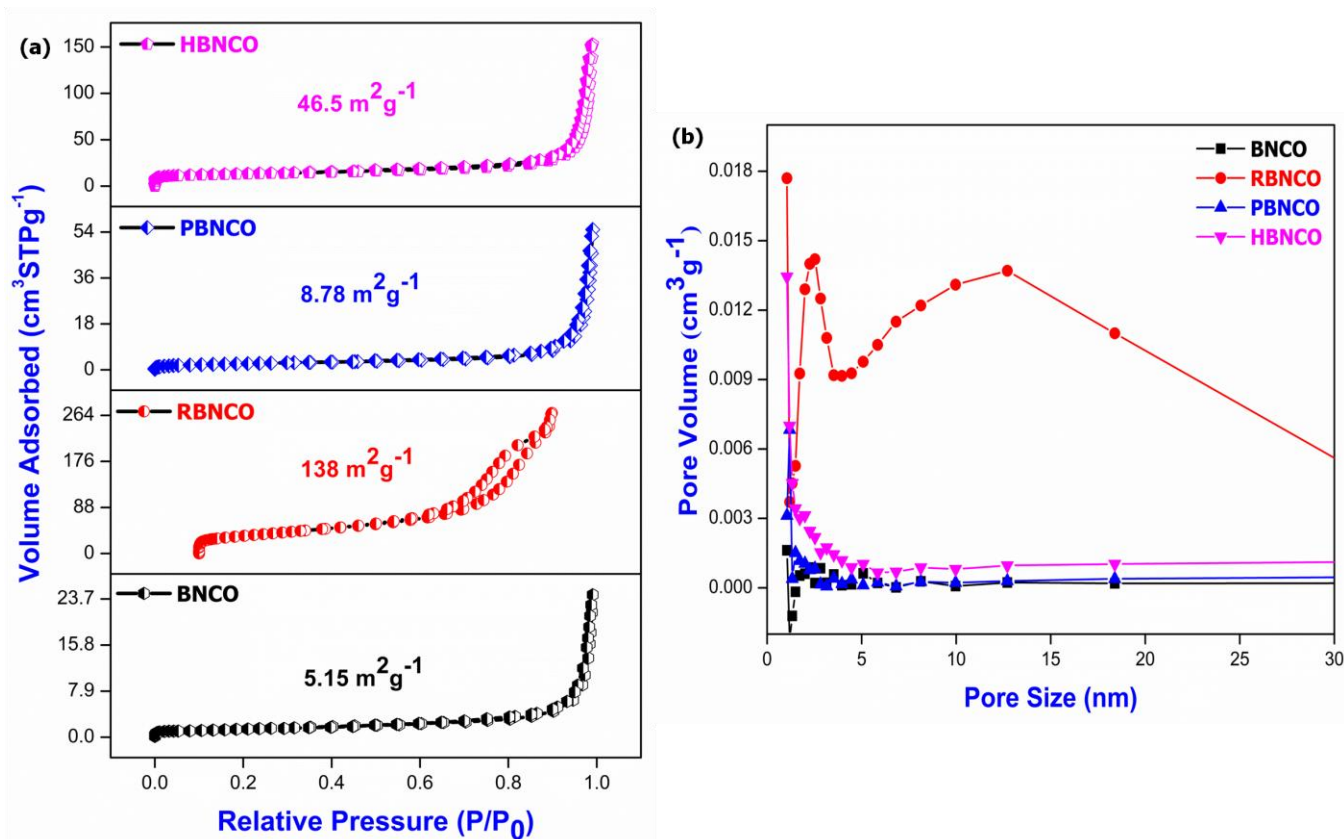 (a)
HBNCO
46.5 m²g⁻¹
150
100
50
0
PBNCO
8.78 m²g⁻¹
54
36
18
0
RBNCO
138 m²g⁻¹
264
176
88
0
BNCO
5.15 m²g⁻¹
23.7
15.8
7.9
0.0
0.0 0.2 0.4 0.6 0.8 1.0
Relative Pressure (P/P₀)
Volume Adsorbed (cm³STPg⁻¹)
(b)
BNCO
RBNCO
PBNCO
HBNCO
0.018
0.015
0.012
0.009
0.006
0.003
0.000
0 5 10 15 20 25 30
Pore Size (nm)
Pore Volume (cm³g⁻¹)